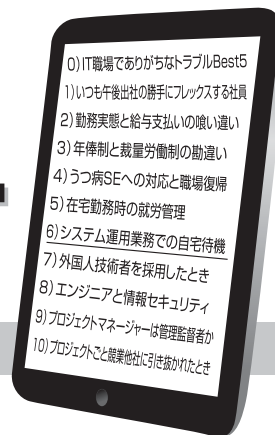 0)IT職場でありがちなトラブルBest5
1)いつも午後出社の勝手にフレックスする社員
2)勤務実態と給与支払いの喰い違い
3)年俸制と裁量労働制の勘違い
4)うつ病SEへの対応と職場復帰
5)在宅勤務時の就労管理
6)システム運用業務での自宅待機
7)外国人技術者を採用したとき
8)エンジニアと情報セキュリティ
9)プロジェクトマネージャーは管理監督者か
10)プロジェクトごと競業他社に引き抜かれたとき